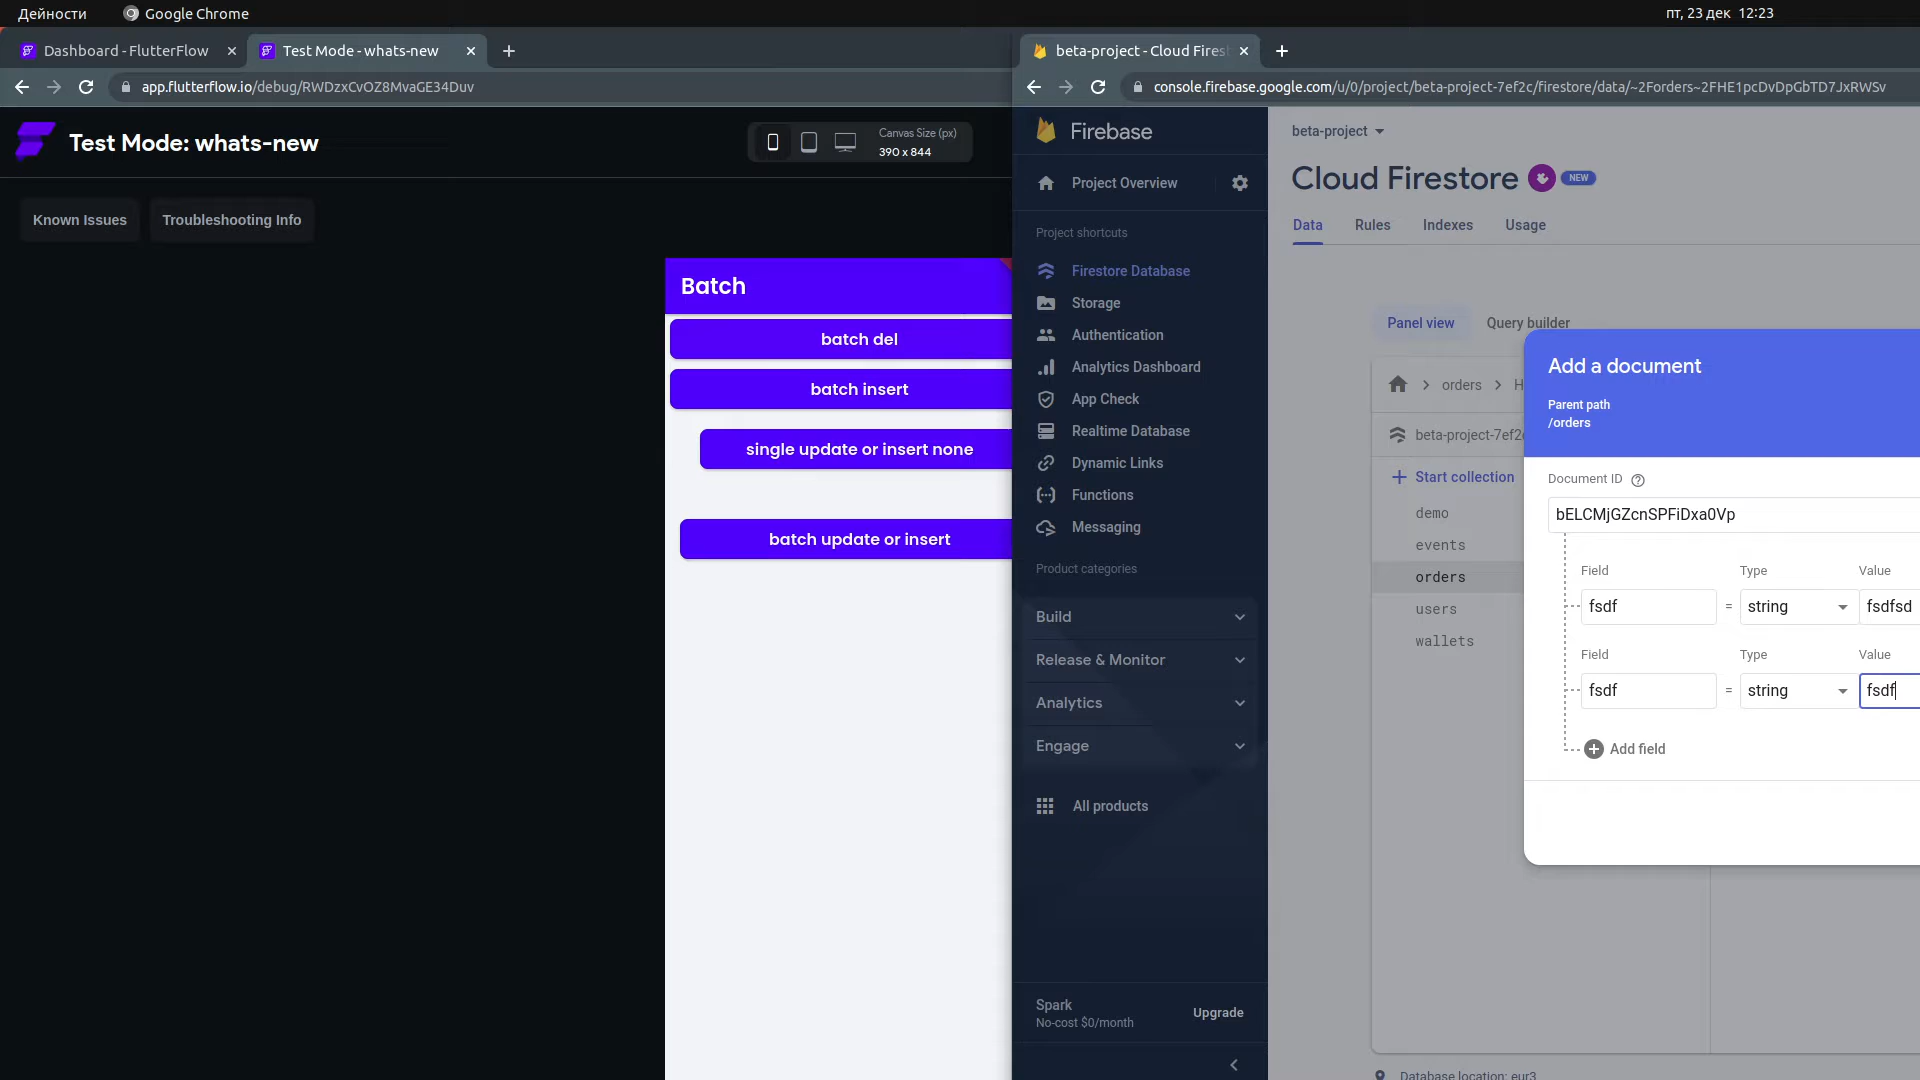 Дейности
Google Chrome
пт, 23 дек 12:23
Dashboard - FlutterFlow
Test Mode - whats-new
app.flutterflow.io/debug/RWDzxCvOZ8MvaGE34Duv
Test Mode: whats-new
Canvas Size (px)
390 x 844
Known Issues
Troubleshooting Info
Batch
batch del
batch insert
single update or insert none
batch update or insert
beta-project - Cloud Fires
console.firebase.google.com/u/0/project/beta-project-7ef2c/firestore/data/~2Forders~2FHE1pcDvDpGbTD7JxRWSv
Firebase
Project Overview
Project shortcuts
Firestore Database
Storage
Authentication
Analytics Dashboard
App Check
Realtime Database
Dynamic Links
Functions
Messaging
Product categories
Build
Release & Monitor
Analytics
Engage
All products
Spark
No-cost $0/month
Upgrade
beta-project
Cloud Firestore
NEW
Data
Rules
Indexes
Usage
Panel view
Query builder
orders
H
beta-project-7ef2c
Start collection
demo
events
orders
users
wallets
Add a document
Parent path
/orders
Document ID
bELCMjGZcnSPFiDxa0Vp
Field Type Value
fsdf = string fsdfsd
Field Type Value
fsdf = string fsdf
Add field
Database location: eur3